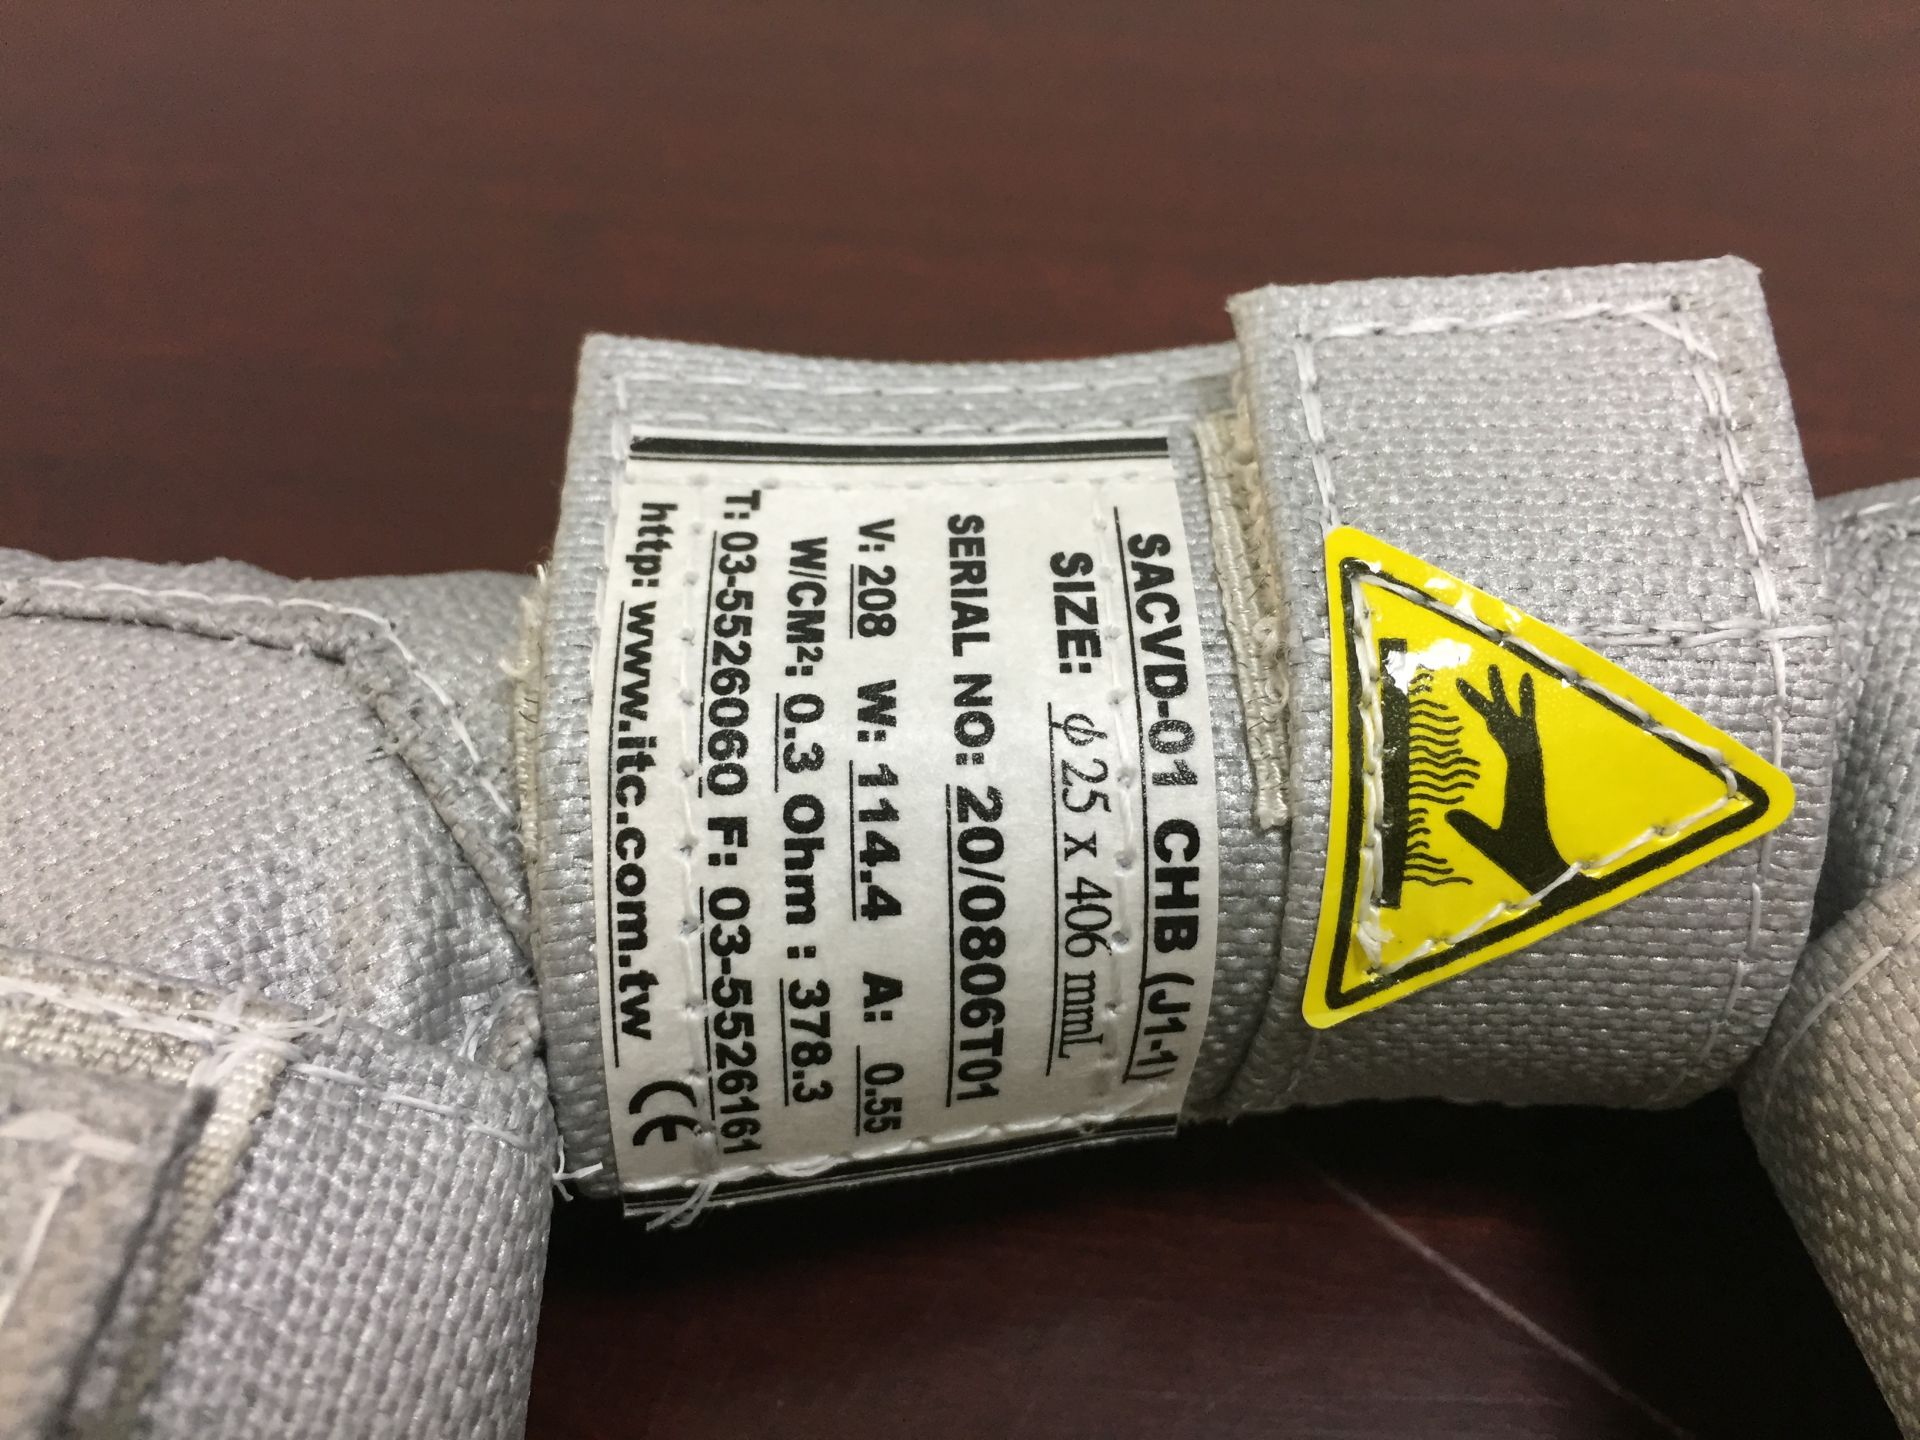 SACVD-01 CHB (J1-1)
SIZE: ϕ25 x 406 mmL
SERIAL NO: 20/0806T01
V: 208 W: 114.4 A: 0.55
W/CM²: 0.3 Ohm : 378.3
T: 03-5526060 F: 03-5526161
http: www.itc.com.tw CE